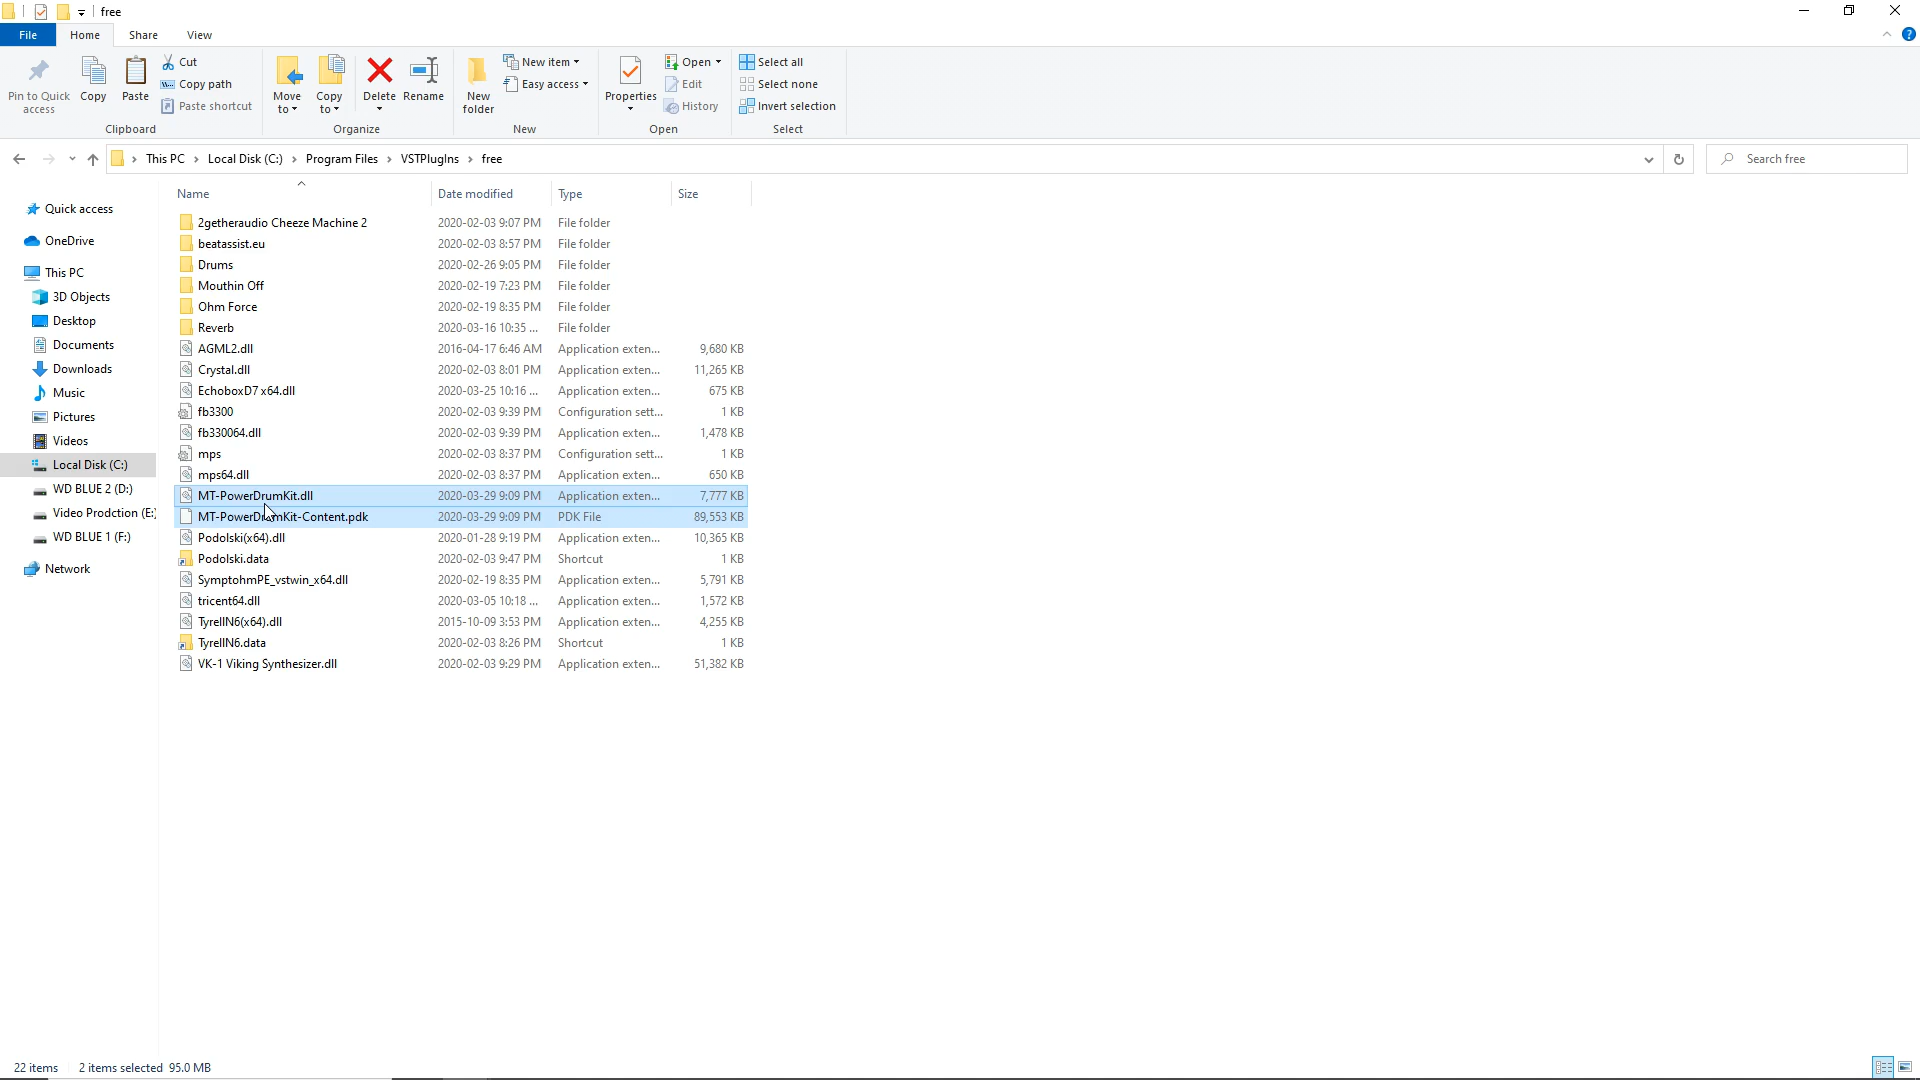 free
File Home Share View
Pin to Quick access
Copy
Paste
Cut
Copy path
Paste shortcut
Clipboard
Move to
Copy to
Delete
Rename
Organize
New folder
New item
Easy access
New
Properties
Open
Edit
History
Open
Select all
Select none
Invert selection
Select
This PC › Local Disk (C:) › Program Files › VSTPlugIns › free
Search free
Quick access
OneDrive
This PC
3D Objects
Desktop
Documents
Downloads
Music
Pictures
Videos
Local Disk (C:)
WD BLUE 2 (D:)
Video Prodction (E:)
WD BLUE 1 (F:)
Network
Name Date modified Type Size
2getheraudio Cheeze Machine 2 2020-02-03 9:07 PM File folder
beatassist.eu 2020-02-03 8:57 PM File folder
Drums 2020-02-26 9:05 PM File folder
Mouthin Off 2020-02-19 7:23 PM File folder
Ohm Force 2020-02-19 8:35 PM File folder
Reverb 2020-03-16 10:35 ... File folder
AGML2.dll 2016-04-17 6:46 AM Application exten... 9,680 KB
Crystal.dll 2020-02-03 8:01 PM Application exten... 11,265 KB
EchoboxD7 x64.dll 2020-03-25 10:16 ... Application exten... 675 KB
fb3300 2020-02-03 9:39 PM Configuration sett... 1 KB
fb330064.dll 2020-02-03 9:39 PM Application exten... 1,478 KB
mps 2020-02-03 8:37 PM Configuration sett... 1 KB
mps64.dll 2020-02-03 8:37 PM Application exten... 650 KB
MT-PowerDrumKit.dll 2020-03-29 9:09 PM Application exten... 7,777 KB
MT-PowerDrumKit-Content.pdk 2020-03-29 9:09 PM PDK File 89,553 KB
Podolski(x64).dll 2020-01-28 9:19 PM Application exten... 10,365 KB
Podolski.data 2020-02-03 9:47 PM Shortcut 1 KB
SymptohmPE_vstwin_x64.dll 2020-02-19 8:35 PM Application exten... 5,791 KB
tricent64.dll 2020-03-05 10:18 ... Application exten... 1,572 KB
TyrellN6(x64).dll 2015-10-09 3:53 PM Application exten... 4,255 KB
TyrellN6.data 2020-02-03 8:26 PM Shortcut 1 KB
VK-1 Viking Synthesizer.dll 2020-02-03 9:29 PM Application exten... 51,382 KB
22 items 2 items selected 95.0 MB